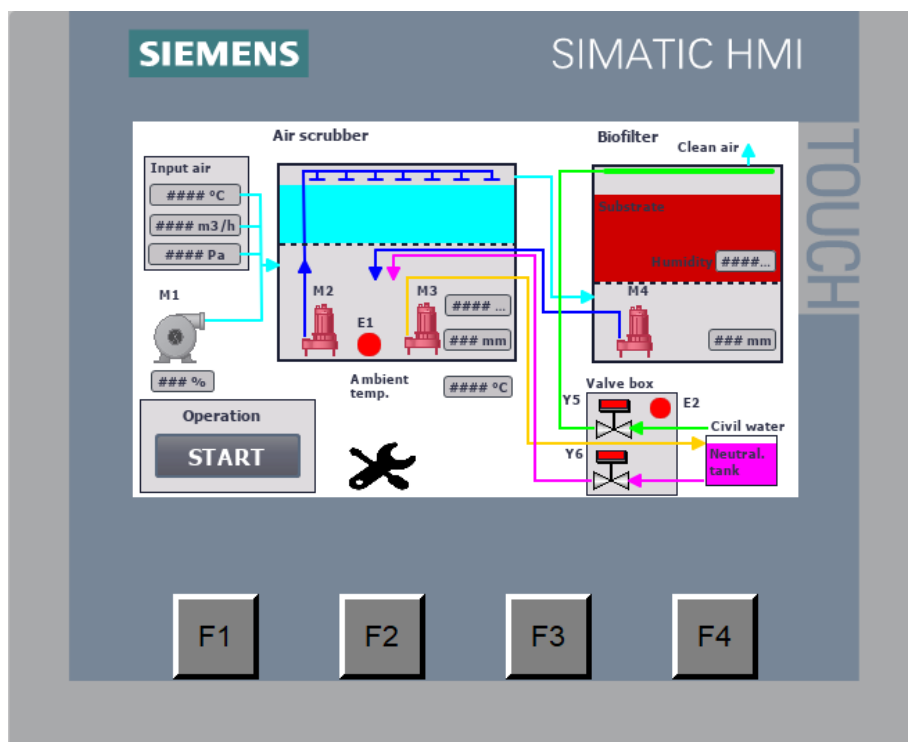 SIEMENS
SIMATIC HMI
TOUCH
Air scrubber
Biofilter
Clean air
Input air
#### °C
#### m3/h
#### Pa
Substrate
Humidity ####...
M1
M2
M3
M4
#### ...
E1
### mm
### mm
### %
Ambient
temp.
#### °C
Valve box
Y5
E2
Operation
START
Civil water
Y6
Neutral.
tank
F1
F2
F3
F4